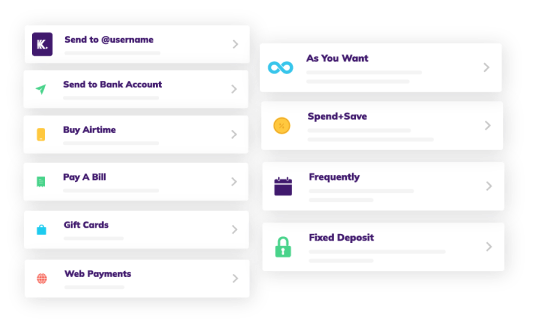 K.
Send to @username
Send to Bank Account
Buy Airtime
Pay A Bill
Gift Cards
Web Payments
As You Want
Spend+Save
Frequently
Fixed Deposit